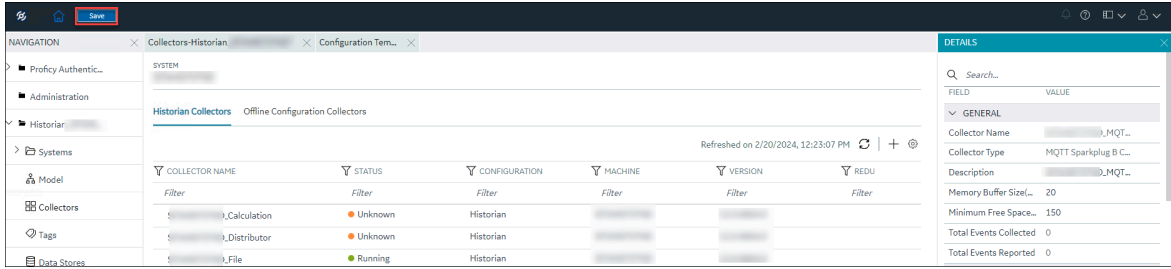 Save
NAVIGATION
Collectors-Historian
Configuration Tem...
DETAILS
Proficy Authentic...
Administration
Historian
Systems
Model
Collectors
Tags
Data Stores
SYSTEM
Historian Collectors Offline Configuration Collectors
Refreshed on 2/20/2024, 12:23:07 PM
COLLECTOR NAME STATUS CONFIGURATION MACHINE VERSION REDU
Filter Filter Filter Filter Filter Filter
_Calculation Unknown Historian
_Distributor Unknown Historian
_File Running Historian
Search...
FIELD VALUE
GENERAL
Collector Name _MQT...
Collector Type MQTT Sparkplug B C...
Description _MQT...
Memory Buffer Size(... 20
Minimum Free Space... 150
Total Events Collected 0
Total Events Reported 0